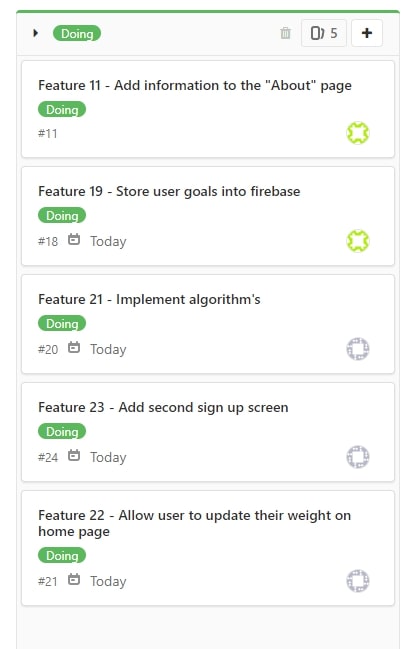 Doing
5
Feature 11 - Add information to the "About" page
Doing
#11
Feature 19 - Store user goals into firebase
Doing
#18 Today
Feature 21 - Implement algorithm's
Doing
#20 Today
Feature 23 - Add second sign up screen
Doing
#24 Today
Feature 22 - Allow user to update their weight on
home page
Doing
#21 Today